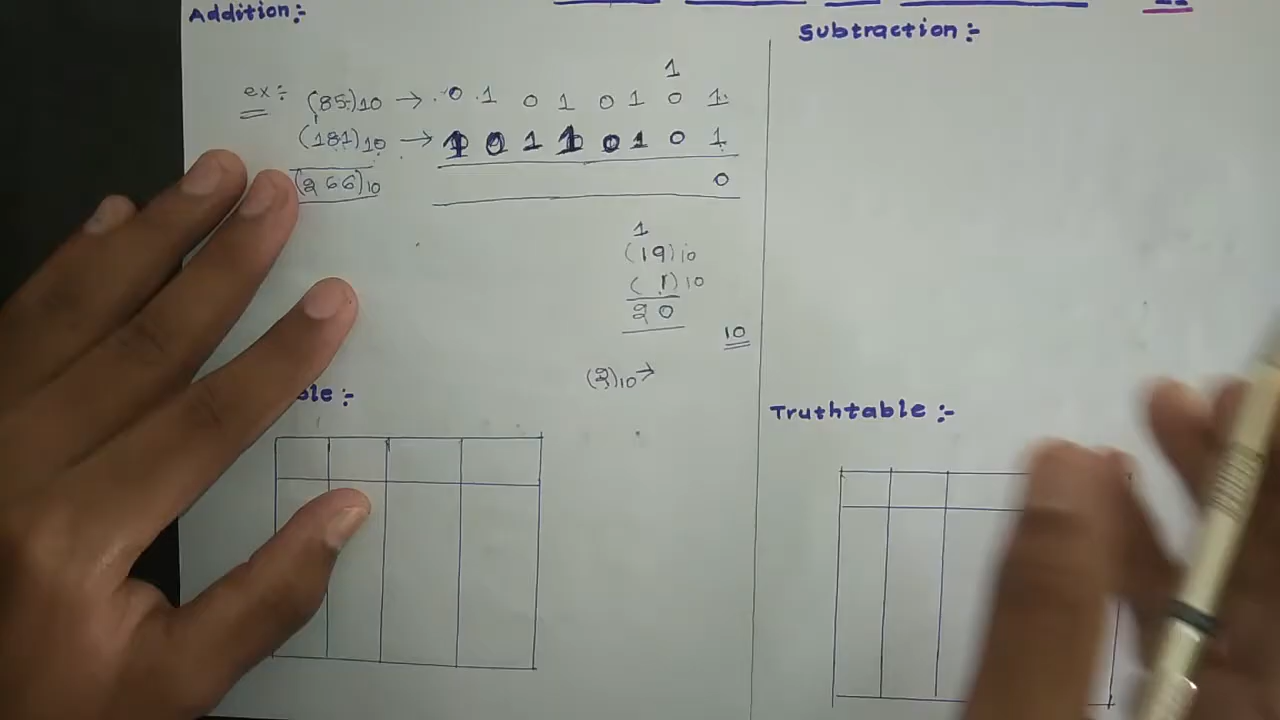 Addition :-
ex :- (85)10 → 0 1 0 1 0 1 0 1
1
(181)10 → 1 0 1 1 0 1 0 1
(266)10 0
1
(19)10
( 1)10
20
10
(2)10 →
ble :-
Subtraction :-
Truthtable :-